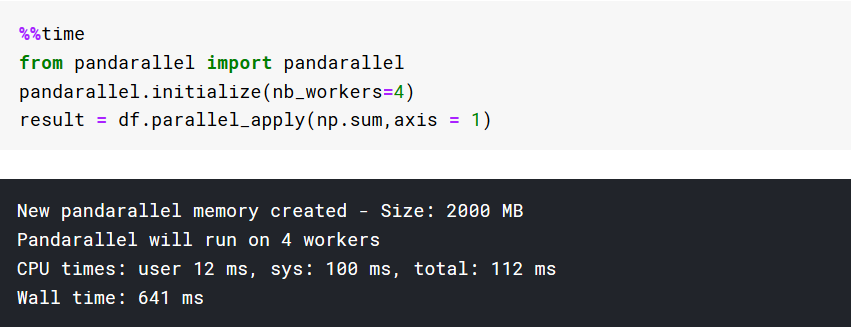 %%time
from pandarallel import pandarallel
pandarallel.initialize(nb_workers=4)
result = df.parallel_apply(np.sum,axis = 1)
New pandarallel memory created - Size: 2000 MB
Pandarallel will run on 4 workers
CPU times: user 12 ms, sys: 100 ms, total: 112 ms
Wall time: 641 ms